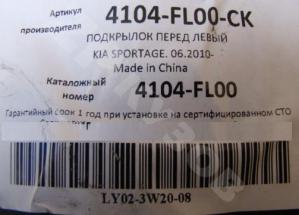 Артикул
производителя 4104-FL00-CK
ПОДКРЫЛОК ПЕРЕД ЛЕВЫЙ
KIA SPORTAGE. 06.2010-
Made in China
Каталожный
номер 4104-FL00
Гарантийный срок 1 год при установке на сертифицированном СТО
LY02-3W20-08